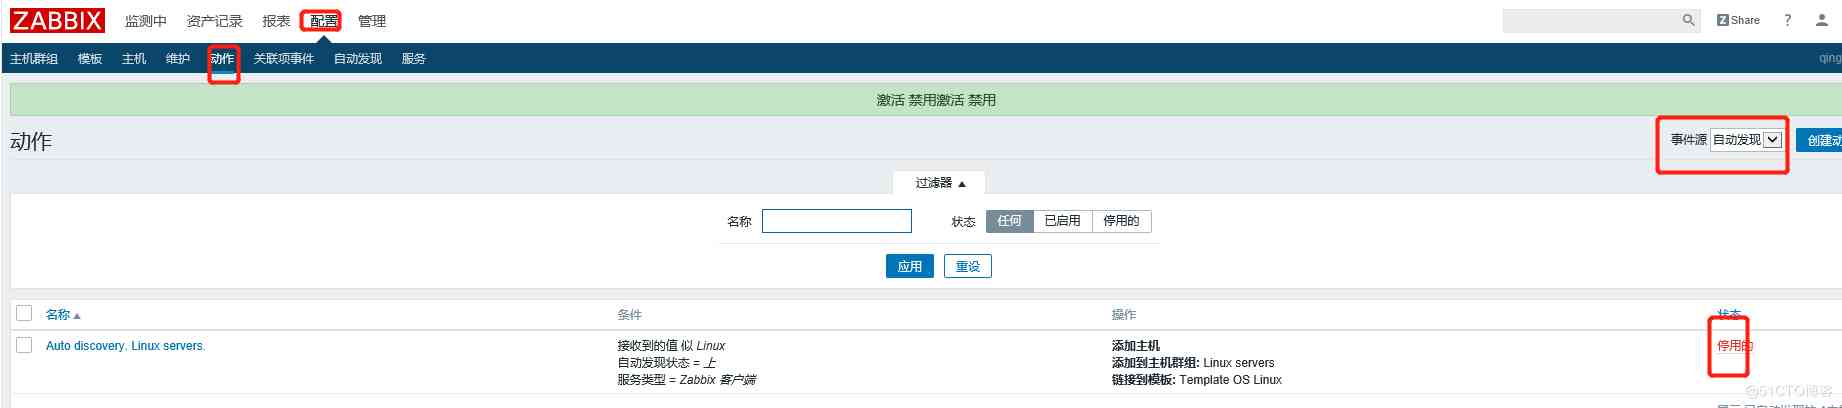 ZABBIX 监测中 资产记录 报表 配置 管理 Z Share ?
主机群组 模板 主机 维护 动作 关联项事件 自动发现 服务 qing
激活 禁用激活 禁用
动作 事件源 自动发现 创建动
过滤器 ▲
名称 状态 任何 已启用 停用的
应用 重设
名称 ▲ 条件 操作 状态
Auto discovery. Linux servers. 接收到的值 似 Linux 添加主机 停用的
自动发现状态 = 上 添加到主机群组: Linux servers
服务类型 = Zabbix 客户端 链接到模板: Template OS Linux
@51CTO博客